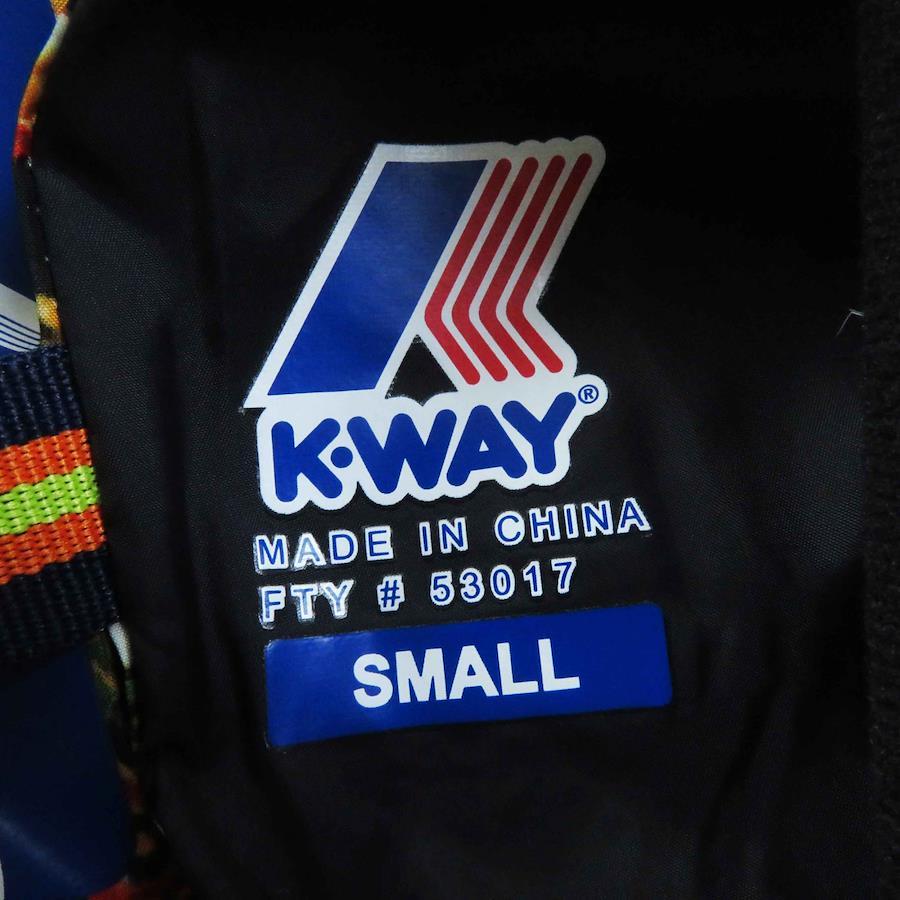 K·WAY®
MADE IN CHINA
FTY # 53017
SMALL